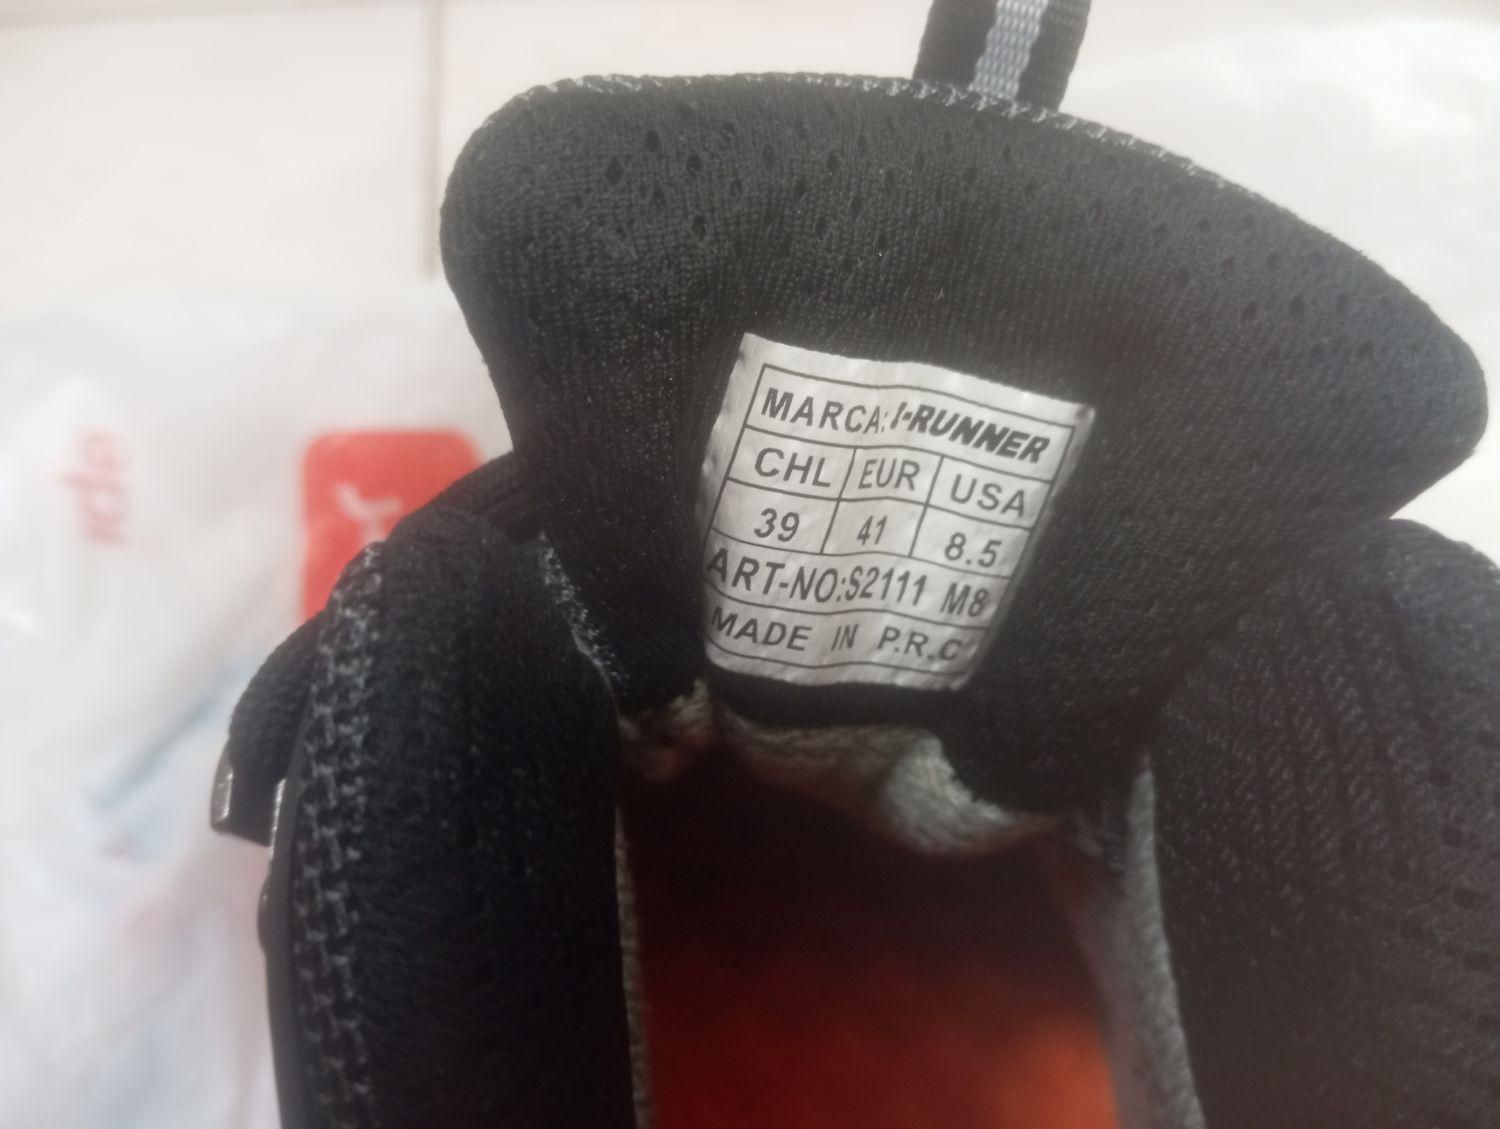 MARCA: I-RUNNER
CHL EUR USA
39 41 8.5
ART-NO:S2111 M8
MADE IN P.R.C